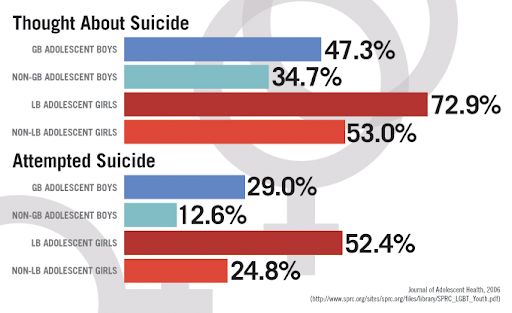 Thought About Suicide
GB ADOLESCENT BOYS 47.3%
NON-GB ADOLESCENT BOYS 34.7%
LB ADOLESCENT GIRLS 72.9%
NON-LB ADOLESCENT GIRLS 53.0%
Attempted Suicide
GB ADOLESCENT BOYS 29.0%
NON-GB ADOLESCENT BOYS 12.6%
LB ADOLESCENT GIRLS 52.4%
NON-LB ADOLESCENT GIRLS 24.8%
Journal of Adolescent Health, 2006
(http://www.sprc.org/sites/sprc.org/files/library/SPRC_LGBT_Youth.pdf)